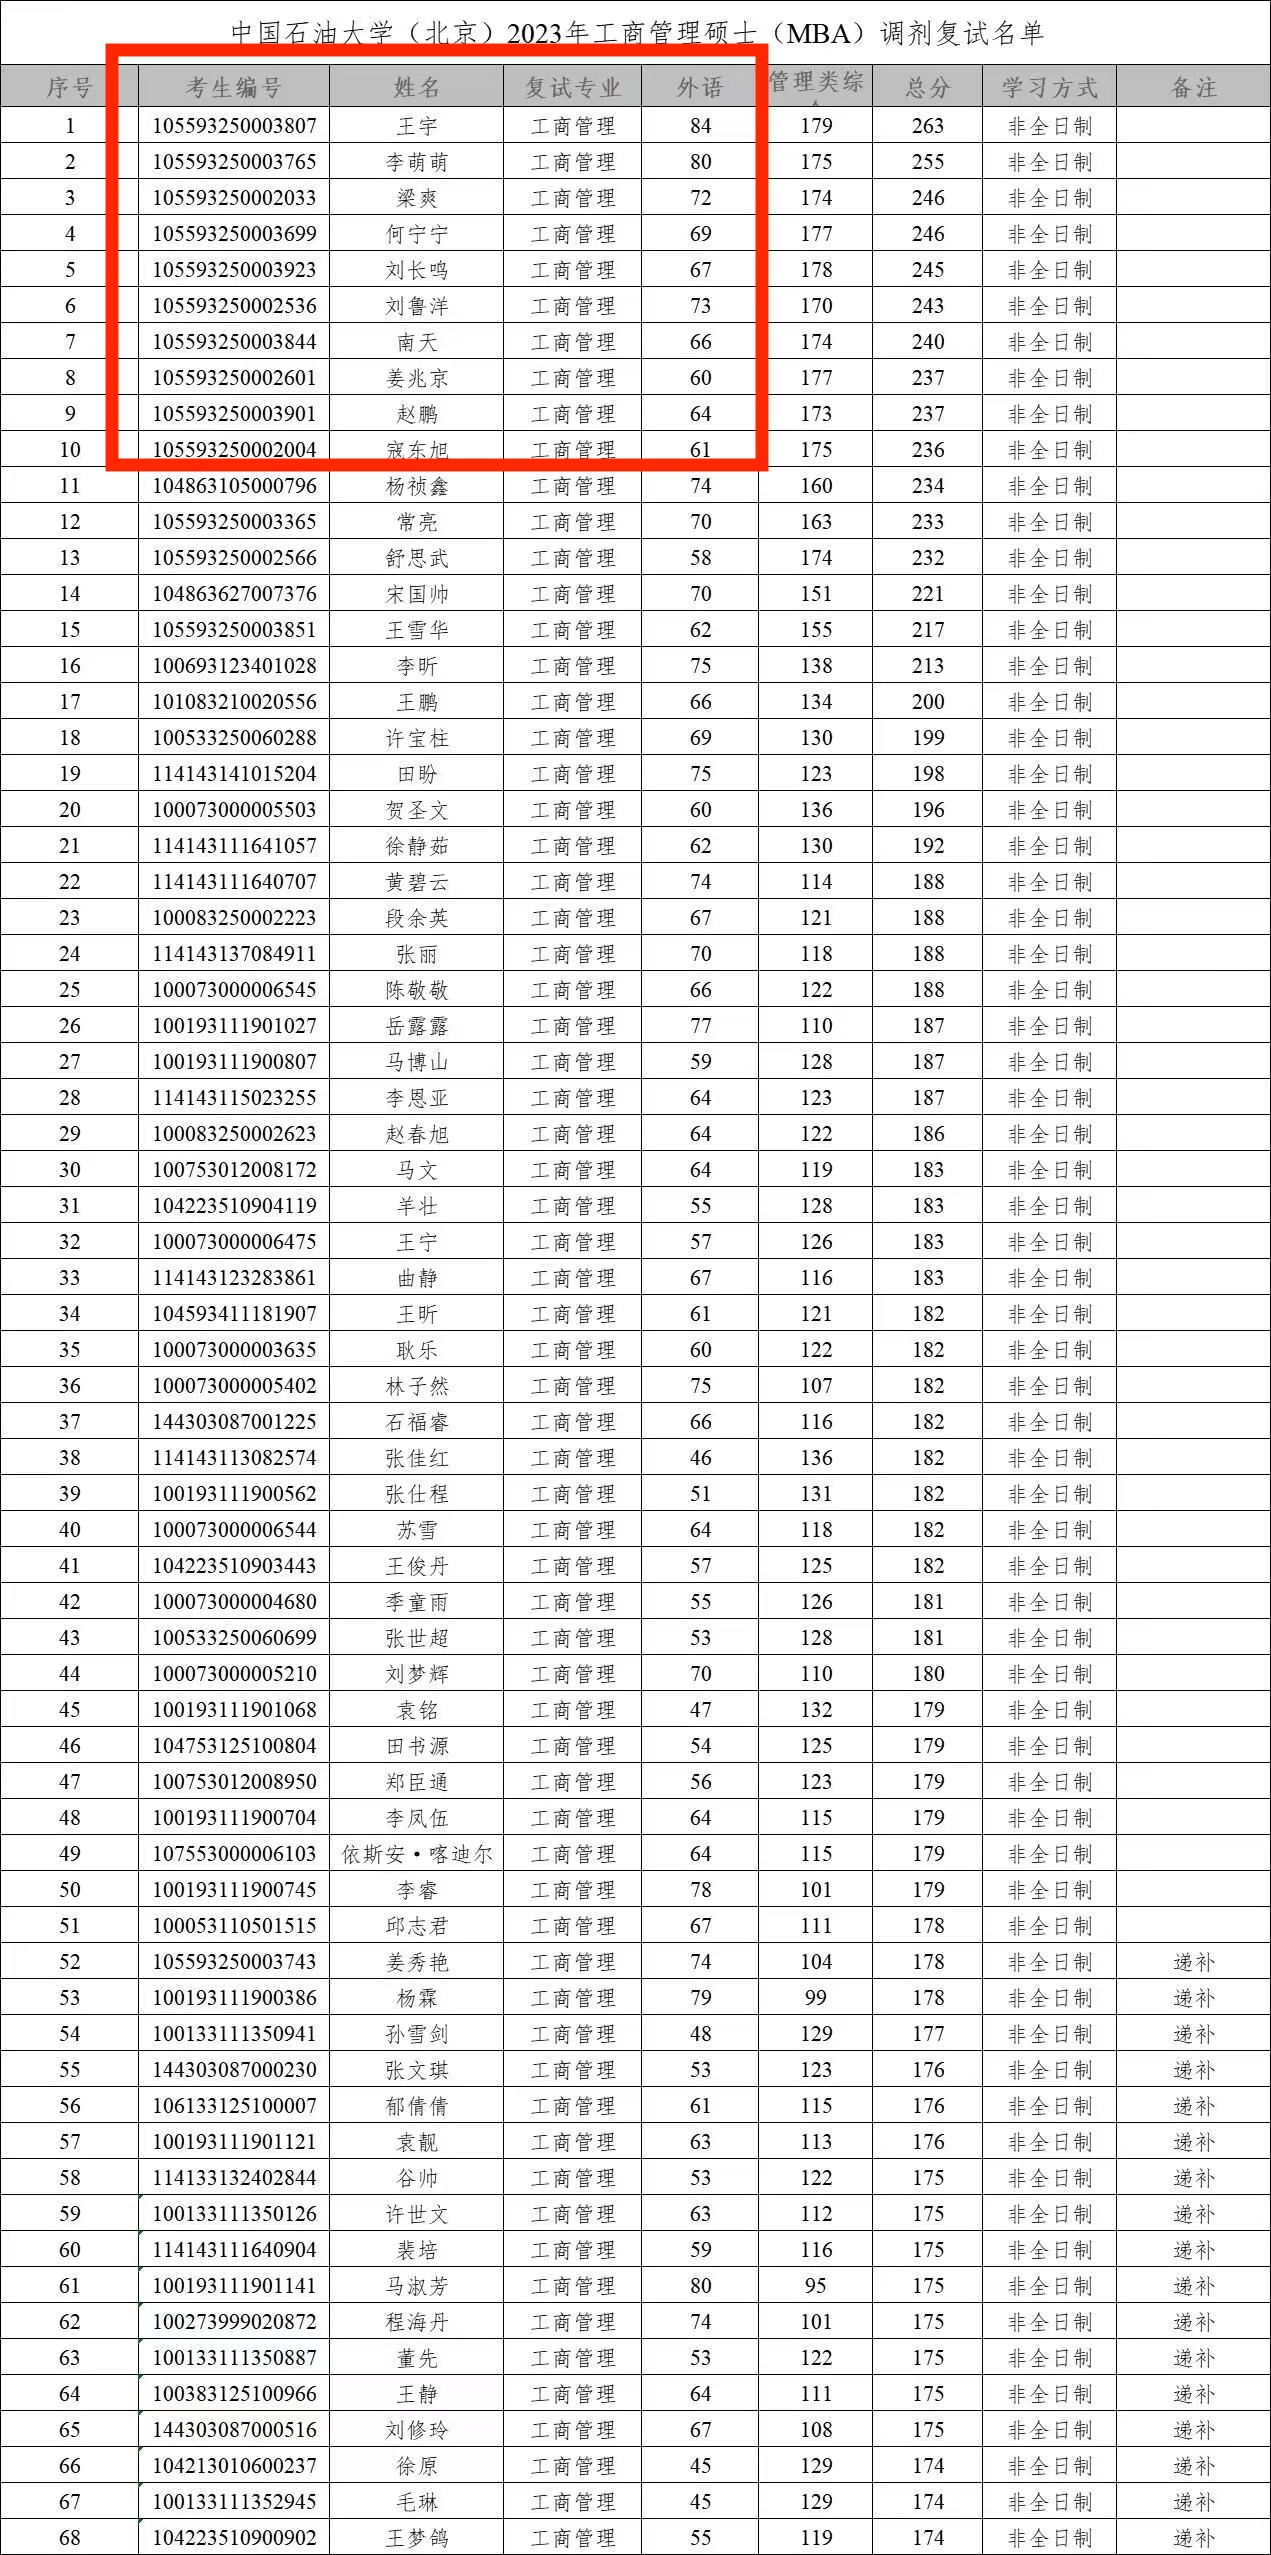 中国石油大学（北京）2023年工商管理硕士（MBA）调剂复试名单
序号 考生编号 姓名 复试专业 外语 管理类综 总分 学习方式 备注
1 105593250003807 王宇 工商管理 84 179 263 非全日制
2 105593250003765 李萌萌 工商管理 80 175 255 非全日制
3 105593250002033 梁爽 工商管理 72 174 246 非全日制
4 105593250003699 何宁宁 工商管理 69 177 246 非全日制
5 105593250003923 刘长鸣 工商管理 67 178 245 非全日制
6 105593250002536 刘鲁洋 工商管理 73 170 243 非全日制
7 105593250003844 南天 工商管理 66 174 240 非全日制
8 105593250002601 姜兆京 工商管理 60 177 237 非全日制
9 105593250003901 赵鹏 工商管理 64 173 237 非全日制
10 105593250002004 寇东旭 工商管理 61 175 236 非全日制
11 104863105000796 杨祯鑫 工商管理 74 160 234 非全日制
12 105593250003365 常亮 工商管理 70 163 233 非全日制
13 105593250002566 舒思武 工商管理 58 174 232 非全日制
14 104863627007376 宋国帅 工商管理 70 151 221 非全日制
15 105593250003851 王雪华 工商管理 62 155 217 非全日制
16 100693123401028 李昕 工商管理 75 138 213 非全日制
17 101083210020556 王鹏 工商管理 66 134 200 非全日制
18 100533250060288 许宝柱 工商管理 69 130 199 非全日制
19 114143141015204 田盼 工商管理 75 123 198 非全日制
20 100073000005503 贺圣文 工商管理 60 136 196 非全日制
21 114143111641057 徐静茹 工商管理 62 130 192 非全日制
22 114143111640707 黄碧云 工商管理 74 114 188 非全日制
23 100083250002223 段余英 工商管理 67 121 188 非全日制
24 114143137084911 张丽 工商管理 70 118 188 非全日制
25 100073000006545 陈敬敬 工商管理 66 122 188 非全日制
26 100193111901027 岳露露 工商管理 77 110 187 非全日制
27 100193111900807 马博山 工商管理 59 128 187 非全日制
28 114143115023255 李恩亚 工商管理 64 123 187 非全日制
29 100083250002623 赵春旭 工商管理 64 122 186 非全日制
30 100753012008172 马文 工商管理 64 119 183 非全日制
31 104223510904119 羊壮 工商管理 55 128 183 非全日制
32 100073000006475 王宁 工商管理 57 126 183 非全日制
33 114143123283861 曲静 工商管理 67 116 183 非全日制
34 104593411181907 王昕 工商管理 61 121 182 非全日制
35 100073000003635 耿乐 工商管理 60 122 182 非全日制
36 100073000005402 林子然 工商管理 75 107 182 非全日制
37 144303087001225 石福睿 工商管理 66 116 182 非全日制
38 114143113082574 张佳红 工商管理 46 136 182 非全日制
39 100193111900562 张仕程 工商管理 51 131 182 非全日制
40 100073000006544 苏雪 工商管理 64 118 182 非全日制
41 104223510903443 王俊丹 工商管理 57 125 182 非全日制
42 100073000004680 季童雨 工商管理 55 126 181 非全日制
43 100533250060699 张世超 工商管理 53 128 181 非全日制
44 100073000005210 刘梦辉 工商管理 70 110 180 非全日制
45 100193111901068 袁铭 工商管理 47 132 179 非全日制
46 104753125100804 田书源 工商管理 54 125 179 非全日制
47 100753012008950 郑臣通 工商管理 56 123 179 非全日制
48 100193111900704 李凤伍 工商管理 64 115 179 非全日制
49 107553000006103 依斯安·喀迪尔 工商管理 64 115 179 非全日制
50 100193111900745 李睿 工商管理 78 101 179 非全日制
51 100053110501515 邱志君 工商管理 67 111 178 非全日制
52 105593250003743 姜秀艳 工商管理 74 104 178 非全日制 递补
53 100193111900386 杨霖 工商管理 79 99 178 非全日制 递补
54 100133111350941 孙雪剑 工商管理 48 129 177 非全日制 递补
55 144303087000230 张文琪 工商管理 53 123 176 非全日制 递补
56 106133125100007 郁倩倩 工商管理 61 115 176 非全日制 递补
57 100193111901121 袁靓 工商管理 63 113 176 非全日制 递补
58 114133132402844 谷帅 工商管理 53 122 175 非全日制 递补
59 100133111350126 许世文 工商管理 63 112 175 非全日制 递补
60 114143111640904 裴培 工商管理 59 116 175 非全日制 递补
61 100193111901141 马淑芳 工商管理 80 95 175 非全日制 递补
62 100273999020872 程海丹 工商管理 74 101 175 非全日制 递补
63 100133111350887 董先 工商管理 53 122 175 非全日制 递补
64 100383125100966 王静 工商管理 64 111 175 非全日制 递补
65 144303087000516 刘修玲 工商管理 67 108 175 非全日制 递补
66 104213010600237 徐原 工商管理 45 129 174 非全日制 递补
67 100133111352945 毛琳 工商管理 45 129 174 非全日制 递补
68 104223510900902 王梦鸽 工商管理 55 119 174 非全日制 递补